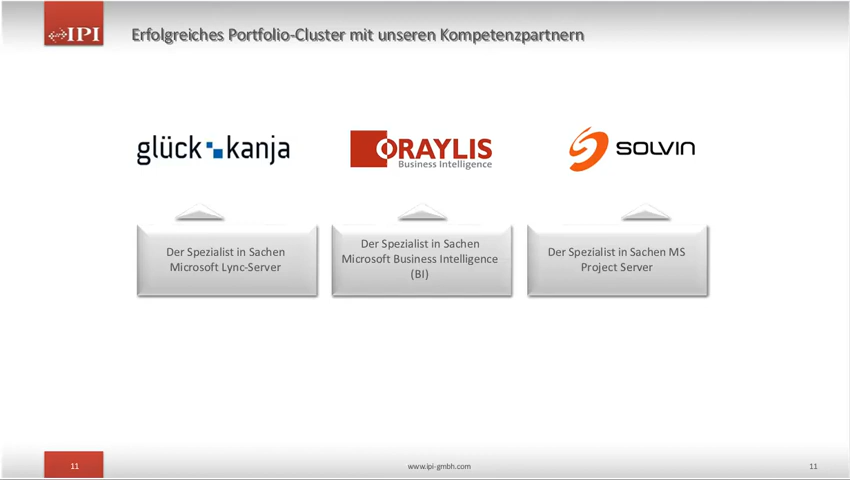 IPI
Erfolgreiches Portfolio-Cluster mit unseren Kompetenzpartnern
glück kanja
ORAYLIS
Business Intelligence
SOLVIN
Der Spezialist in Sachen
Microsoft Lync-Server
Der Spezialist in Sachen
Microsoft Business Intelligence
(BI)
Der Spezialist in Sachen MS
Project Server
11
www.ipi-gmbh.com
11